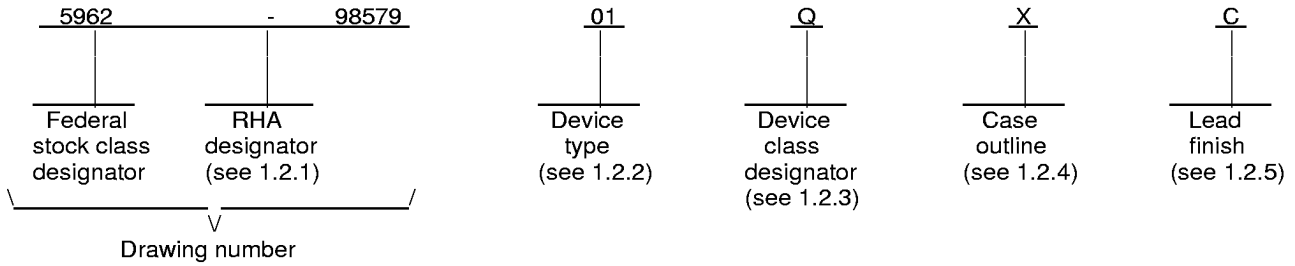 5962 - 98579 01 Q X C
Federal stock class designator
RHA designator (see 1.2.1)
Device type (see 1.2.2)
Device class designator (see 1.2.3)
Case outline (see 1.2.4)
Lead finish (see 1.2.5)
Drawing number